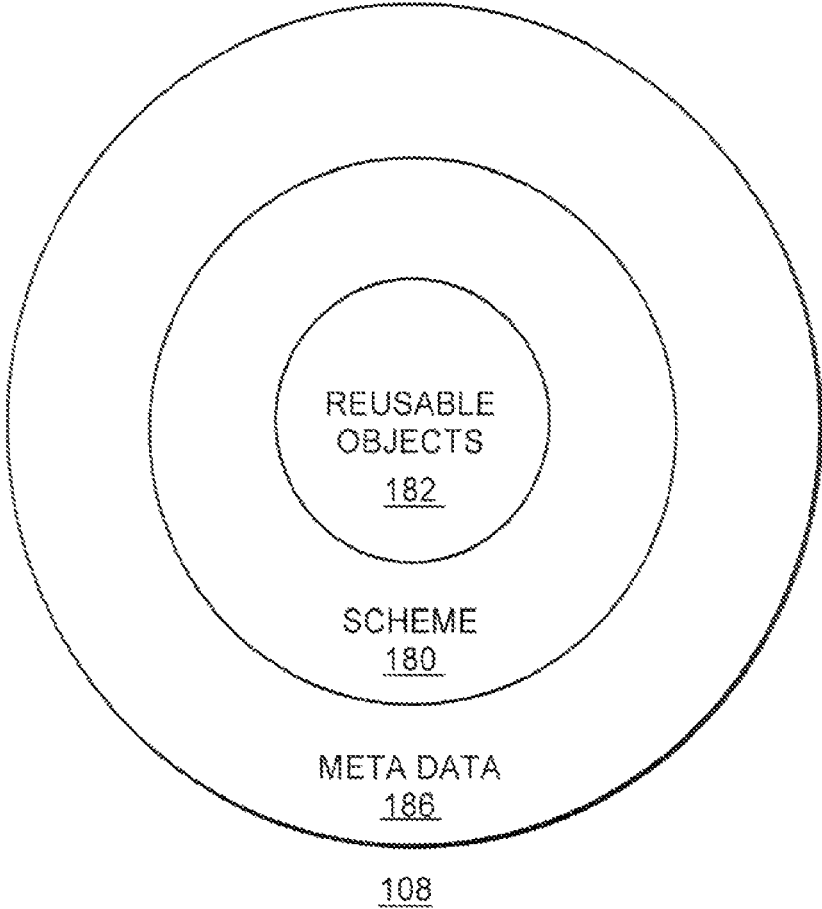 REUSABLE
OBJECTS
182
SCHEME
180
META DATA
186
108